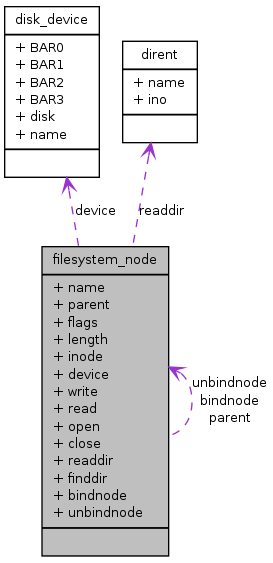 disk_device
+ BAR0
+ BAR1
+ BAR2
+ BAR3
+ disk
+ name
dirent
+ name
+ ino
device
readdir
filesystem_node
+ name
+ parent
+ flags
+ length
+ inode
+ device
+ write
+ read
+ open
+ close
+ readdir
+ finddir
+ bindnode
+ unbindnode
unbindnode
bindnode
parent